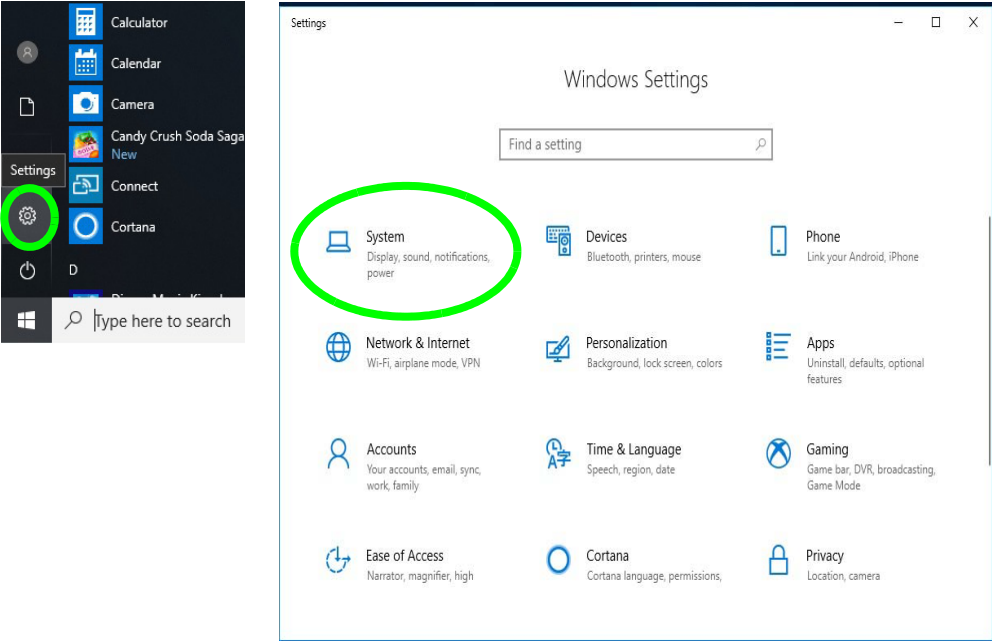 Calculator
Calendar
Camera
Candy Crush Soda Saga
New
Settings
Connect
Cortana
D
Type here to search
Settings
Windows Settings
Find a setting
System
Display, sound, notifications,
power
Devices
Bluetooth, printers, mouse
Phone
Link your Android, iPhone
Network & Internet
Wi-Fi, airplane mode, VPN
Personalization
Background, lock screen, colors
Apps
Uninstall, defaults, optional
features
Accounts
Your accounts, email, sync,
work, family
Time & Language
Speech, region, date
Gaming
Game bar, DVR, broadcasting,
Game Mode
Ease of Access
Narrator, magnifier, high
Cortana
Cortana language, permissions,
Privacy
Location, camera